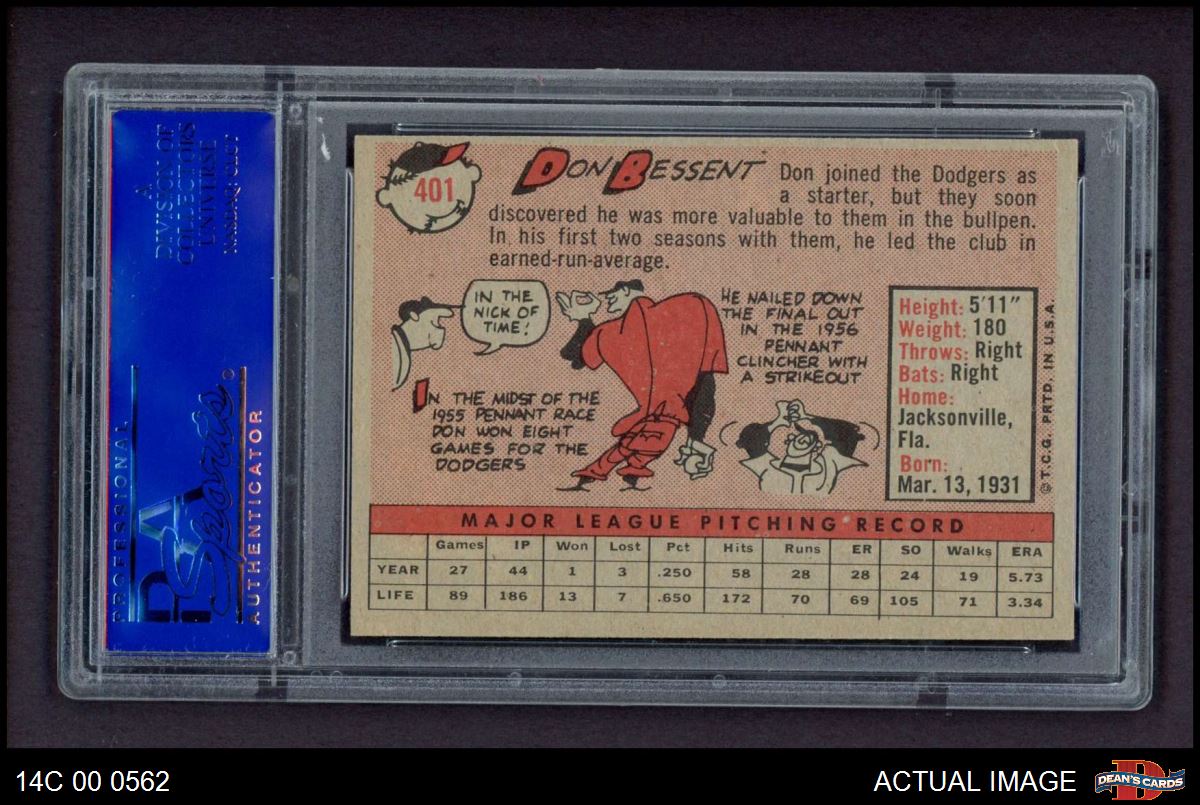 A
DIVISION OF
COLLECTORS
UNIVERSE
NASDAQ:CLCT
PROFESSIONAL
PSA
Sports
AUTHENTICATOR
401
DON BESSENT
Don joined the Dodgers as
a starter, but they soon
discovered he was more valuable to them in the bullpen.
In his first two seasons with them, he led the club in
earned-run-average.
IN THE
NICK OF
TIME!
IN THE MIDST OF THE
1955 PENNANT RACE
DON WON EIGHT
GAMES FOR THE
DODGERS
HE NAILED DOWN
THE FINAL OUT
IN THE 1956
PENNANT
CLINCHER WITH
A STRIKEOUT
Height: 5'11"
Weight: 180
Throws: Right
Bats: Right
Home:
Jacksonville,
Fla.
Born:
Mar. 13, 1931
© T.C.G. PRTD. IN U.S.A.
MAJOR LEAGUE PITCHING RECORD
Games IP Won Lost Pct Hits Runs ER SO Walks ERA
YEAR 27 44 1 3 .250 58 28 28 24 19 5.73
LIFE 89 186 13 7 .650 172 70 69 105 71 3.34
14C 00 0562
ACTUAL IMAGE
DEAN'S CARDS